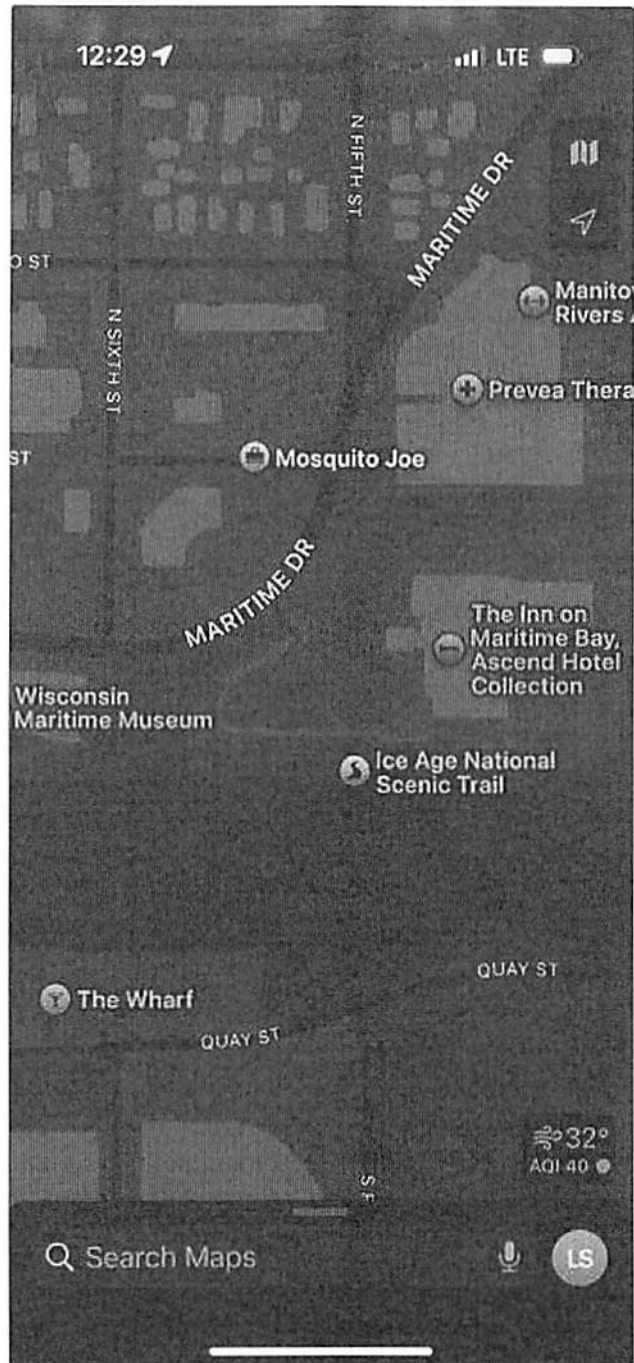 12:29
LTE
N FIFTH ST
MARITIME DR
O ST
N SIXTH ST
Manito
Rivers
Prevea Thera
ST
Mosquito Joe
MARITIME DR
The Inn on
Maritime Bay,
Ascend Hotel
Collection
Wisconsin
Maritime Museum
Ice Age National
Scenic Trail
QUAY ST
The Wharf
QUAY ST
32°
AQI 40
S F
Search Maps
LS